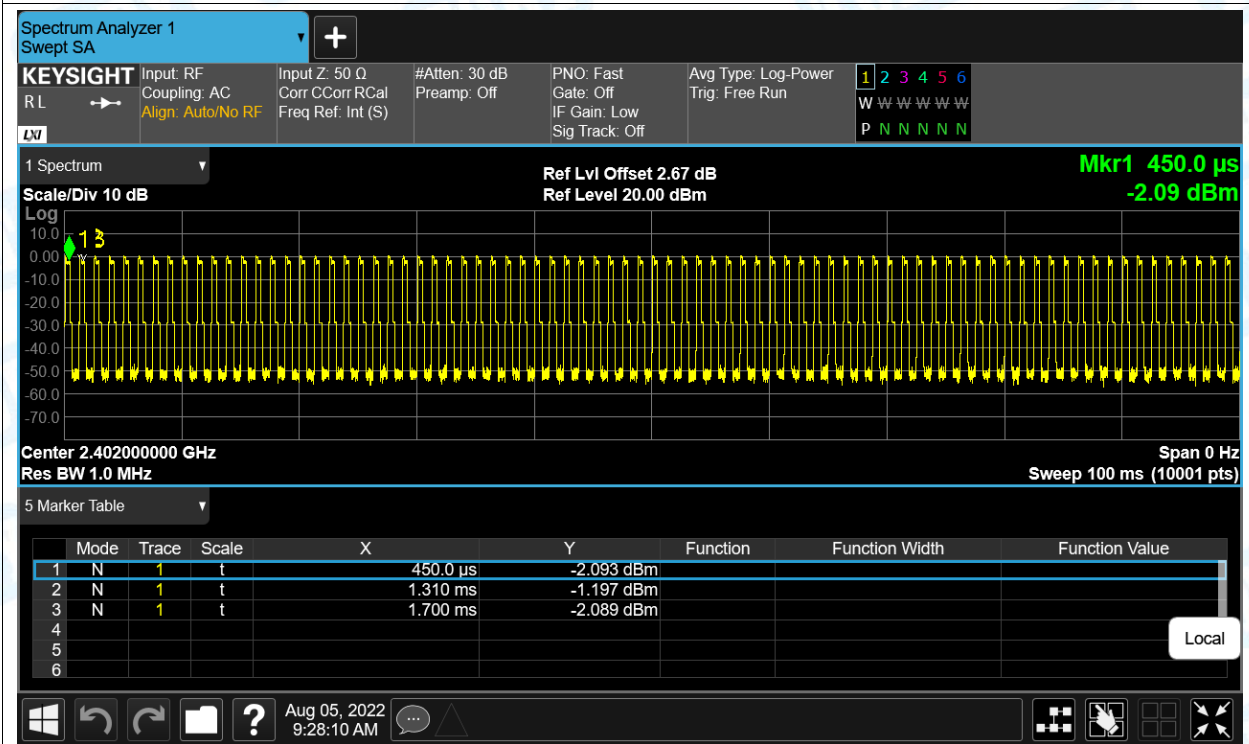 Spectrum Analyzer 1
Swept SA
KEYSIGHT Input: RF Input Z: 50 Ω #Atten: 30 dB PNO: Fast Avg Type: Log-Power 1 2 3 4 5 6
R L Coupling: AC Corr CCorr RCal Preamp: Off Gate: Off Trig: Free Run W W W W W W
Align: Auto/No RF Freq Ref: Int (S) IF Gain: Low
LXI Sig Track: Off P N N N N N
1 Spectrum Ref Lvl Offset 2.67 dB Mkr1 450.0 µs
Scale/Div 10 dB Ref Level 20.00 dBm -2.09 dBm
Log
10.0
0.00
-10.0
-20.0
-30.0
-40.0
-50.0
-60.0
-70.0
1 3
Center 2.402000000 GHz Span 0 Hz
Res BW 1.0 MHz Sweep 100 ms (10001 pts)
5 Marker Table
Mode Trace Scale X Y Function Function Width Function Value
1 N 1 t 450.0 µs -2.093 dBm
2 N 1 t 1.310 ms -1.197 dBm
3 N 1 t 1.700 ms -2.089 dBm
4
5
6
Local
? Aug 05, 2022
9:28:10 AM